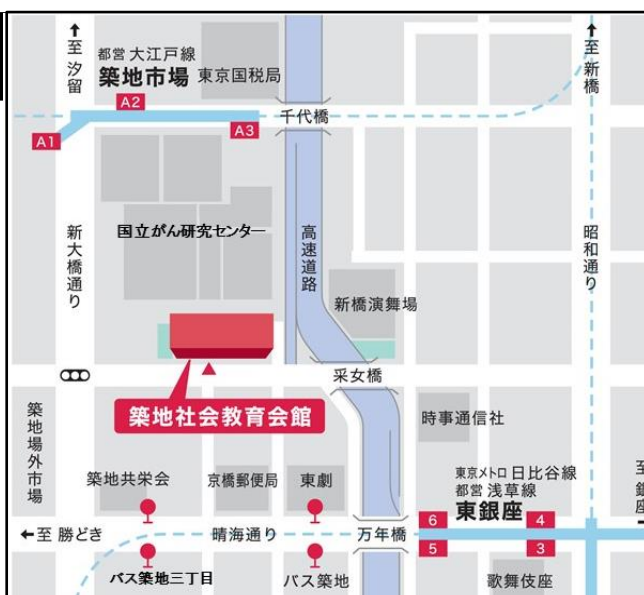 ↑至 汐留
都営 大江戸線
築地市場
東京国税局
↑至 新橋
A2
A1
A3
千代橋
国立がん研究センター
新大橋通り
高速道路
昭和通り
新橋演舞場
采女橋
築地社会教育会館
築地場外市場
時事通信社
築地共栄会
京橋郵便局
東劇
東京メトロ 日比谷線
都営 浅草線
東銀座
至 銀座
6
4
←至 勝どき
晴海通り
万年橋
5
3
バス築地三丁目
バス築地
歌舞伎座